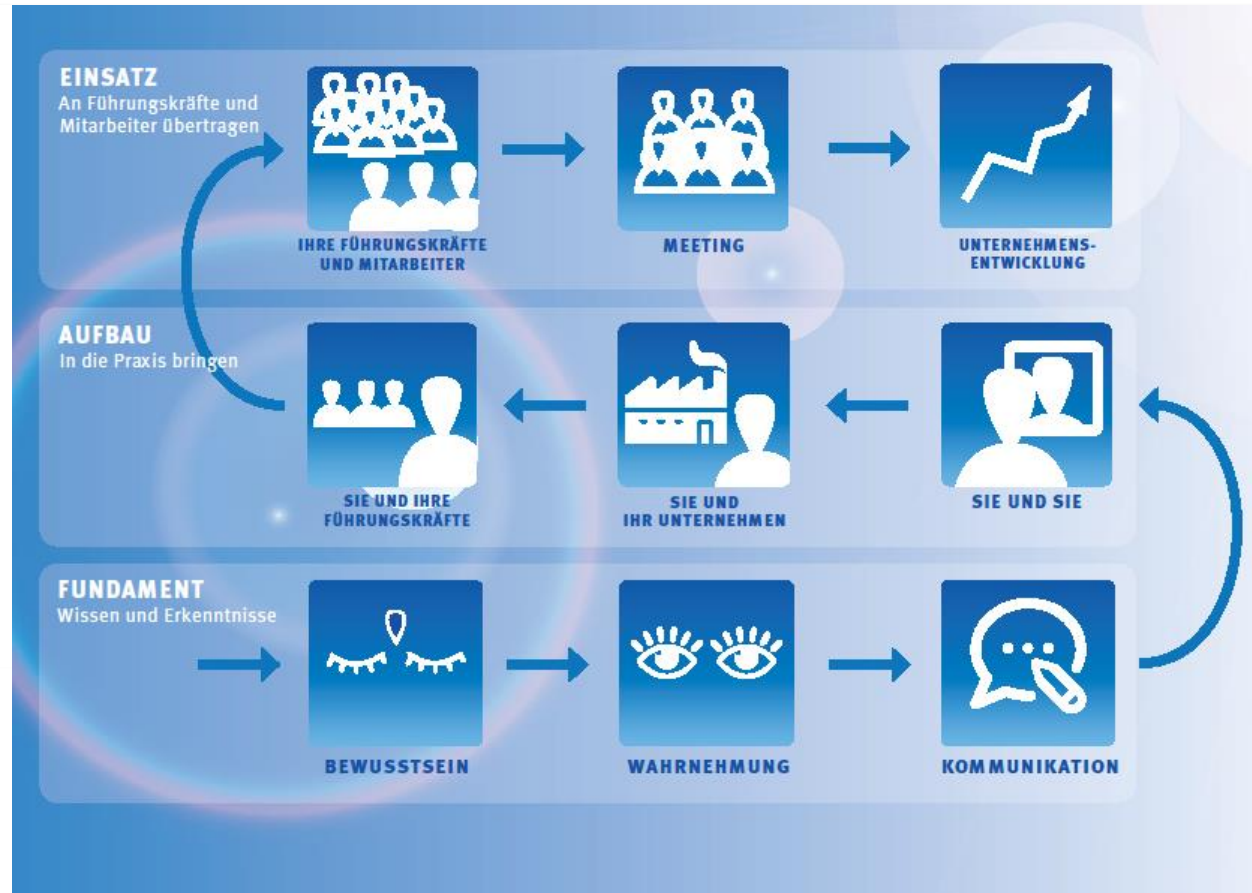 EINSATZ
An Führungskräfte und
Mitarbeiter übertragen
IHRE FÜHRUNGSKRÄFTE
UND MITARBEITER
MEETING
UNTERNEHMENS-
ENTWICKLUNG
AUFBAU
In die Praxis bringen
SIE UND IHRE
FÜHRUNGSKRÄFTE
SIE UND
IHR UNTERNEHMEN
SIE UND SIE
FUNDAMENT
Wissen und Erkenntnisse
BEWUSSTSEIN
WAHRNEHMUNG
KOMMUNIKATION